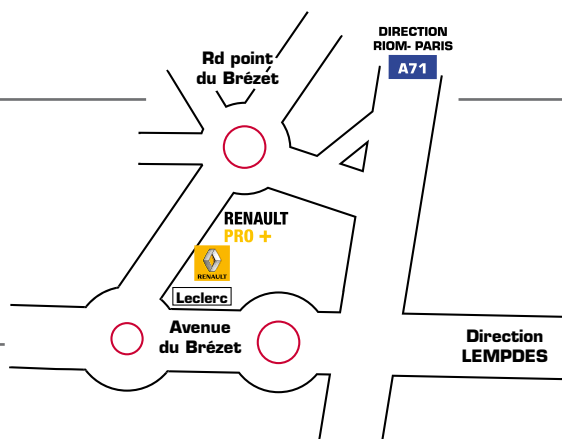 DIRECTION
RIOM- PARIS
A71
Rd point
du Brézet
RENAULT
PRO +
RENAULT
Leclerc
Avenue
du Brézet
Direction
LEMPDES